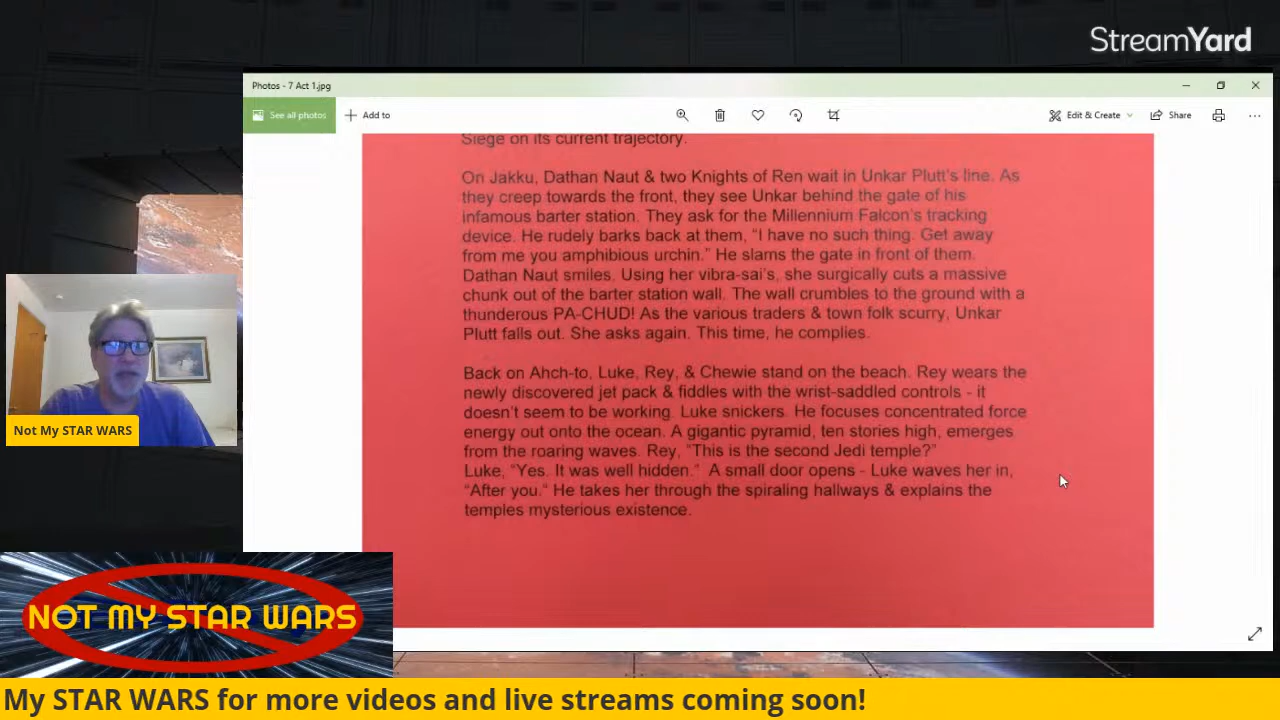 StreamYard
Photos - 7 Act 1.jpg
See all photos
Add to
Edit & Create
Share
Siege on its current trajectory.
On Jakku, Dathan Naut & two Knights of Ren wait in Unkar Plutt's line. As
they creep towards the front, they see Unkar behind the gate of his
infamous barter station. They ask for the Millennium Falcon's tracking
device. He rudely barks back at them, "I have no such thing. Get away
from me you amphibious urchin." He slams the gate in front of them.
Dathan Naut smiles. Using her vibra-sai's, she surgically cuts a massive
chunk out of the barter station wall. The wall crumbles to the ground with a
thunderous PA-CHUD! As the various traders & town folk scurry, Unkar
Plutt falls out. She asks again. This time, he complies.
Back on Ahch-to, Luke, Rey, & Chewie stand on the beach. Rey wears the
newly discovered jet pack & fiddles with the wrist-saddled controls - it
doesn't seem to be working. Luke snickers. He focuses concentrated force
energy out onto the ocean. A gigantic pyramid, ten stories high, emerges
from the roaring waves. Rey, "This is the second Jedi temple?"
Luke, "Yes. It was well hidden." A small door opens - Luke waves her in,
"After you." He takes her through the spiraling hallways & explains the
temples mysterious existence.
Not My STAR WARS
NOT MY STAR WARS
My STAR WARS for more videos and live streams coming soon!